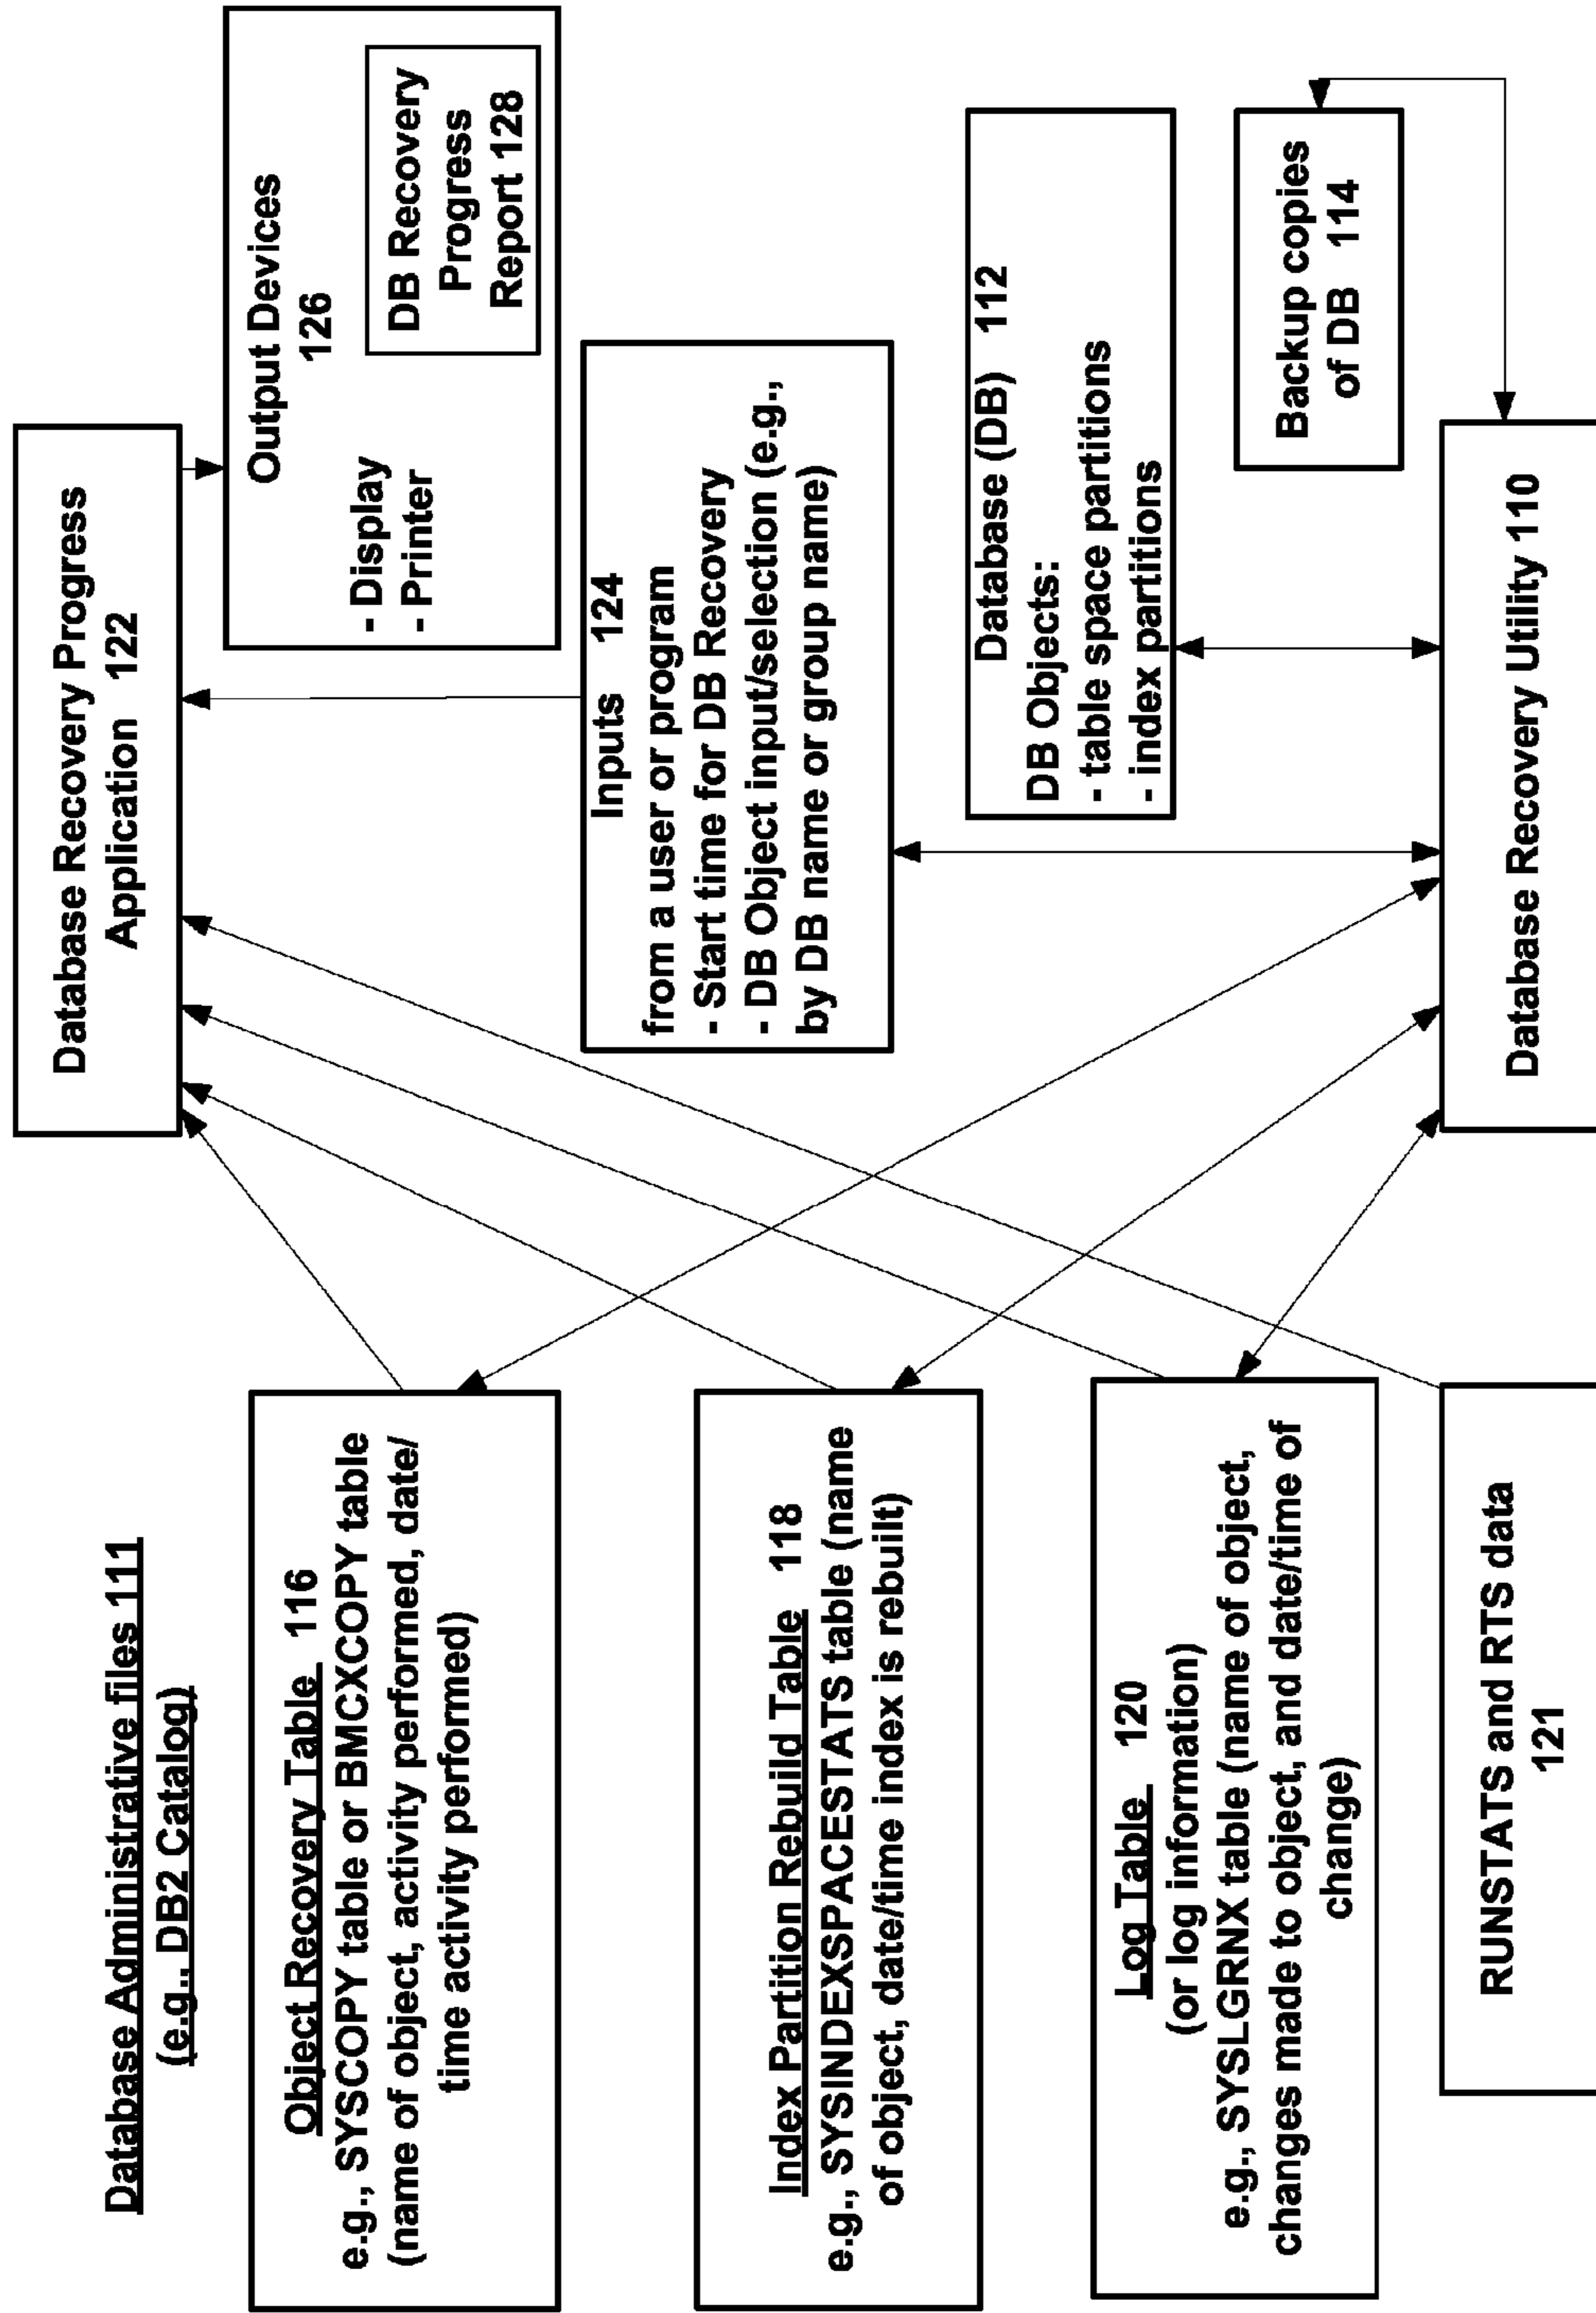 Database Administrative files 111
(e.g., DB2 Catalog)
Object Recovery Table 116
e.g., SYSCOPY table or BMCXCOPY table
(name of object, activity performed, date/
time activity performed)
Index Partition Rebuild Table 118
e.g., SYSINDEXSPACESTATS table (name
of object, date/time index is rebuilt)
Log Table 120
(or log information)
e.g., SYSLGRNX table (name of object,
changes made to object, and date/time of
change)
RUNSTATS and RTS data
121
Database Recovery Progress
Application 122
Output Devices
126
- Display
- Printer
DB Recovery
Progress
Report 128
Inputs 124
from a user or program
- Start time for DB Recovery
- DB Object input/selection (e.g.,
by DB name or group name)
Database (DB) 112
DB Objects:
- table space partitions
- index partitions
Backup copies
of DB 114
Database Recovery Utility 110